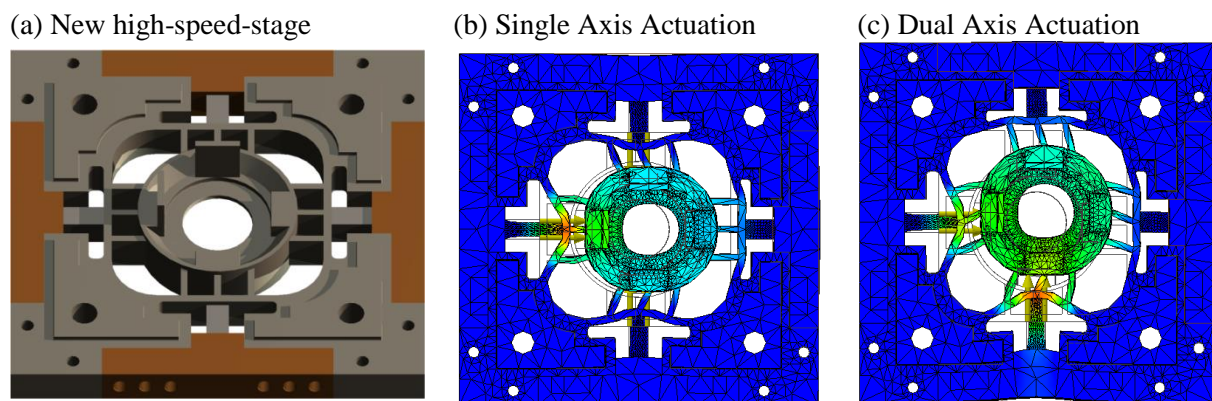 (a) New high-speed-stage
(b) Single Axis Actuation
(c) Dual Axis Actuation